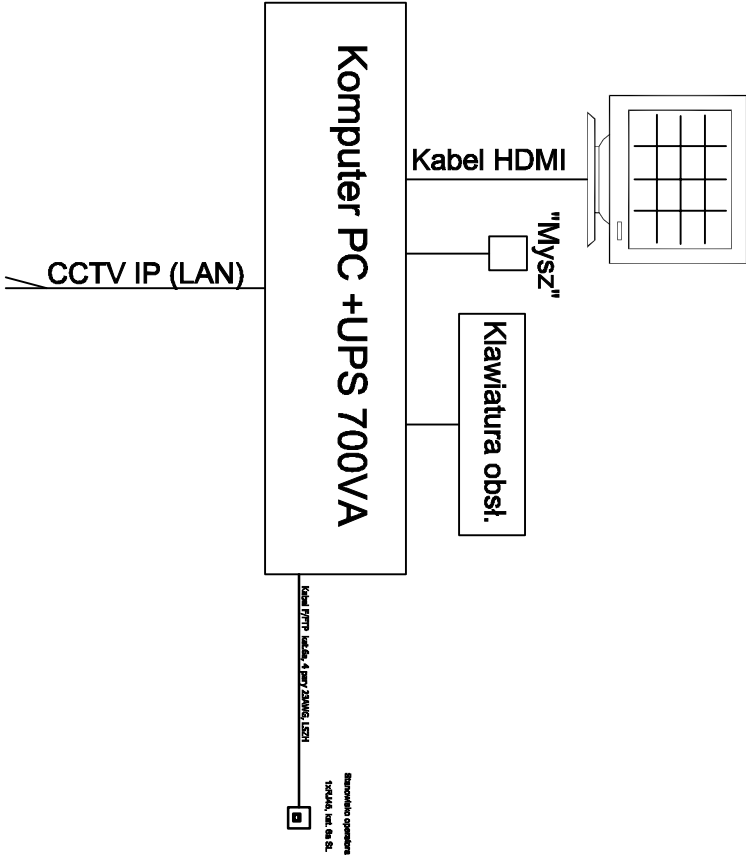 Komputer PC +UPS 700VA
Kabel HDMI
"Mysz"
Klawiatura obsł.
CCTV IP (LAN)
Kabel F/FTP kat.6a, 4 pary 23AWG, LSZH
Stanowisko operatora
1xRJ45, kat. 6a SL